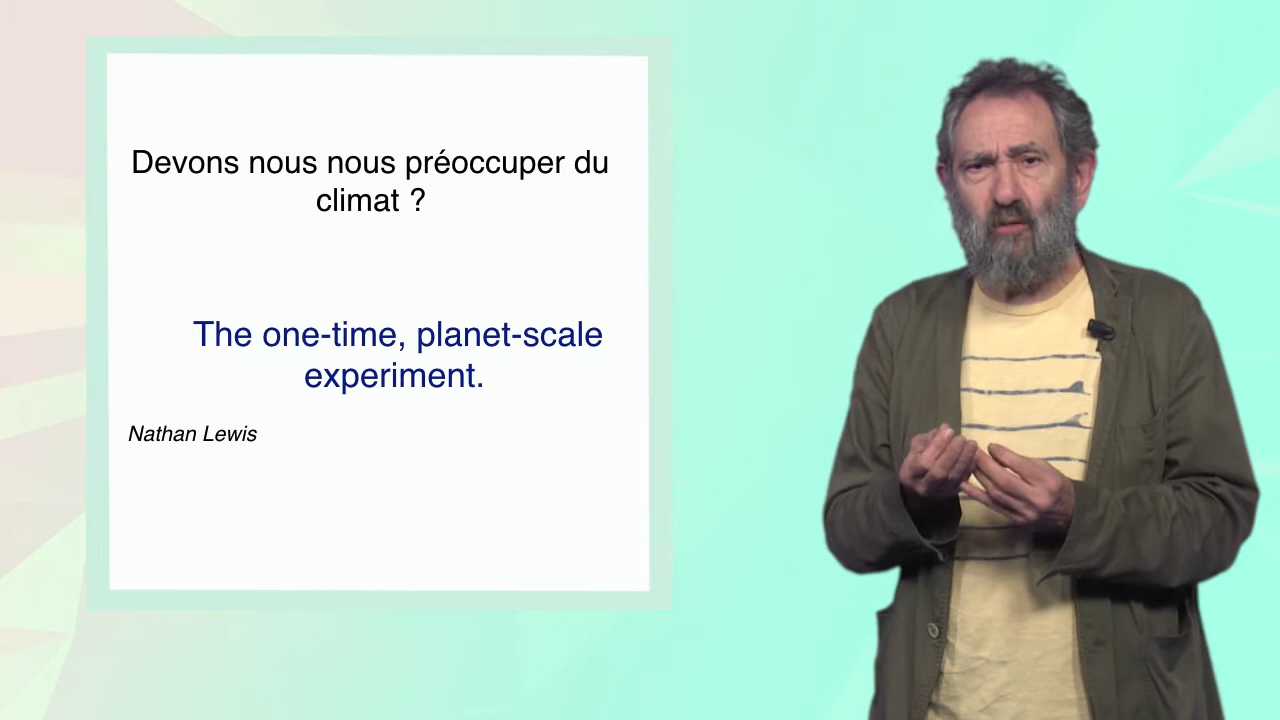 Devons nous nous préoccuper du
climat ?
The one-time, planet-scale
experiment.
Nathan Lewis